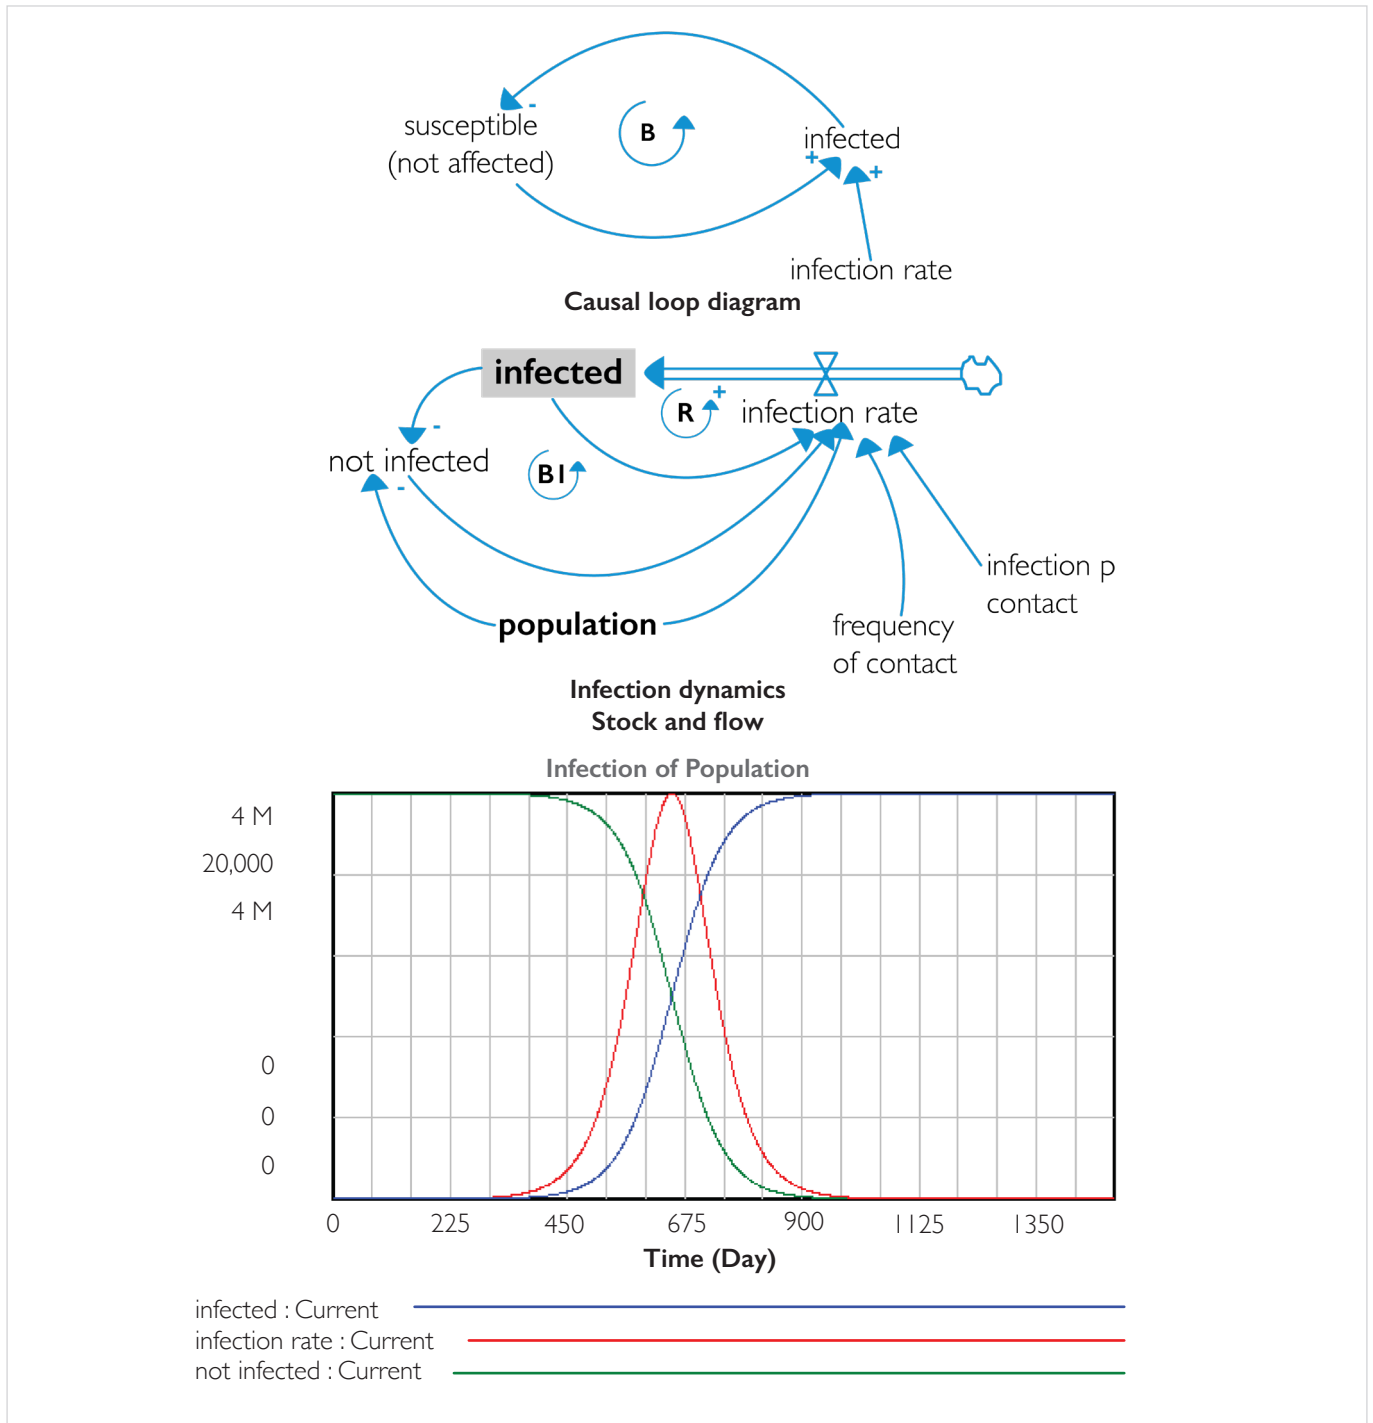 -
susceptible
(not affected)
B
infected
+
+
infection rate
Causal loop diagram
infected
R
+
infection rate
-
not infected
-
B1
infection p
contact
population
frequency
of contact
Infection dynamics
Stock and flow
Infection of Population
4 M
20,000
4 M
0
0
0
0 225 450 675 900 1125 1350
Time (Day)
infected : Current
infection rate : Current
not infected : Current